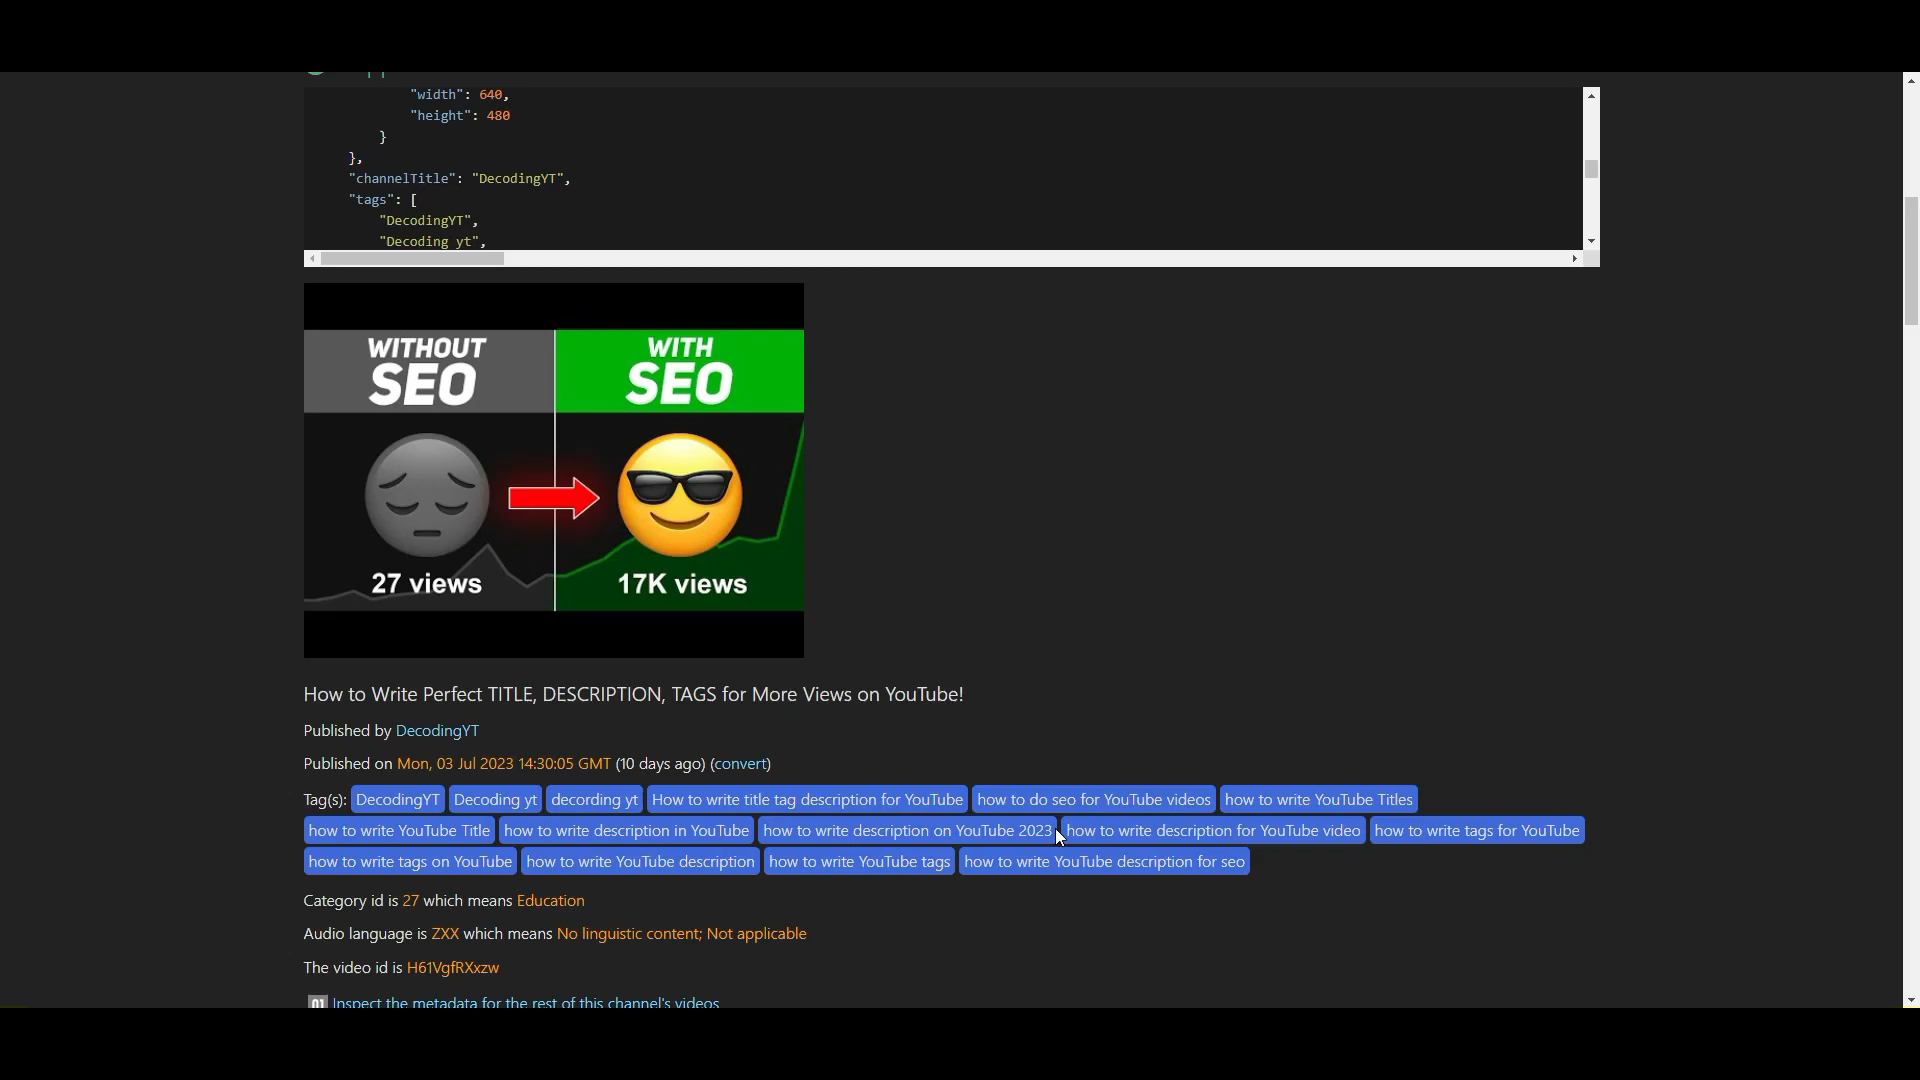 "width": 640,
"height": 480
}
},
"channelTitle": "DecodingYT",
"tags": [
"DecodingYT",
"Decoding yt",
WITHOUT SEO
WITH SEO
27 views
17K views
How to Write Perfect TITLE, DESCRIPTION, TAGS for More Views on YouTube!
Published by DecodingYT
Published on Mon, 03 Jul 2023 14:30:05 GMT (10 days ago) (convert)
Tag(s): DecodingYT Decoding yt decording yt How to write title tag description for YouTube how to do seo for YouTube videos how to write YouTube Titles
how to write YouTube Title how to write description in YouTube how to write description on YouTube 2023 how to write description for YouTube video how to write tags for YouTube
how to write tags on YouTube how to write YouTube description how to write YouTube tags how to write YouTube description for seo
Category id is 27 which means Education
Audio language is ZXX which means No linguistic content; Not applicable
The video id is H61VgfRXxzw
01 Inspect the metadata for the rest of this channel's videos